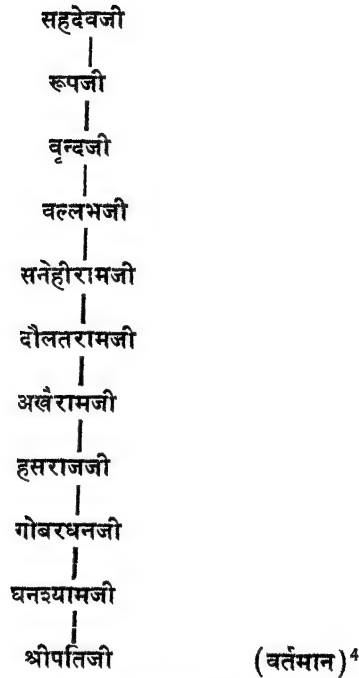 सहदेवजी
रूपजी
वृन्दजी
वल्लभजी
सनेहीरामजी
दौलतरामजी
अखैरामजी
हसराजजी
गोबरधनजी
घनश्यामजी
श्रीपतिजी (वर्तमान)4